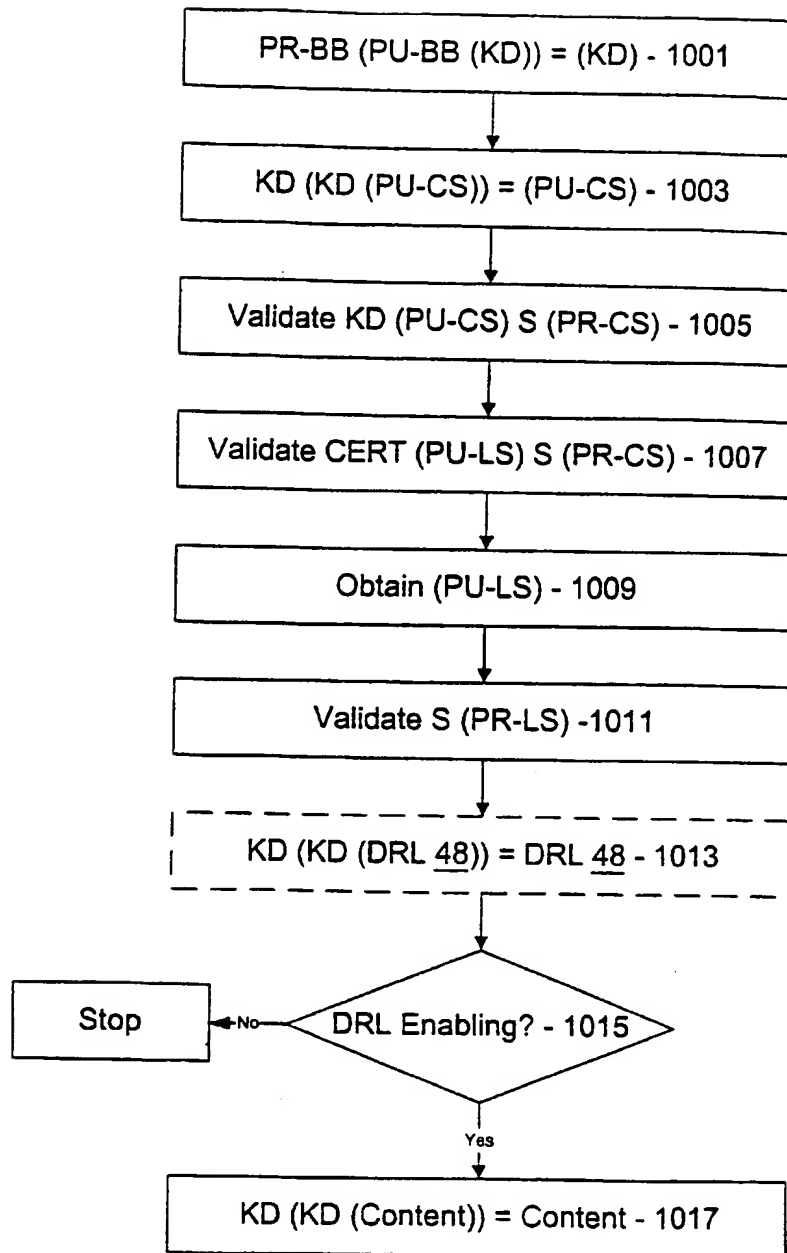 PR-BB (PU-BB (KD)) = (KD) - 1001
KD (KD (PU-CS)) = (PU-CS) - 1003
Validate KD (PU-CS) S (PR-CS) - 1005
Validate CERT (PU-LS) S (PR-CS) - 1007
Obtain (PU-LS) - 1009
Validate S (PR-LS) -1011
KD (KD (DRL 48)) = DRL 48 - 1013
DRL Enabling? - 1015
No
Stop
Yes
KD (KD (Content)) = Content - 1017